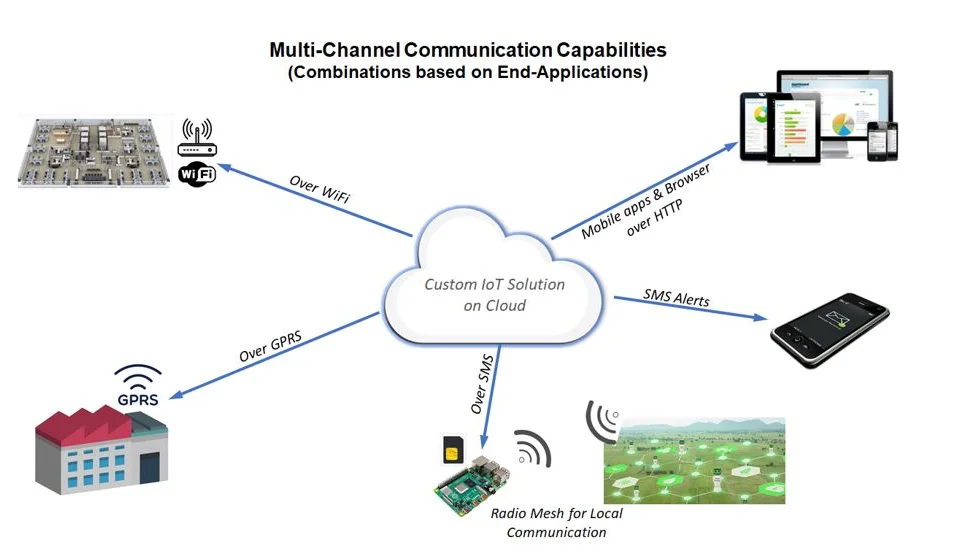 Multi-Channel Communication Capabilities
(Combinations based on End-Applications)
WiFi
Over WiFi
Mobile apps & Browser
over HTTP
Custom IoT Solution
on Cloud
SMS Alerts
Over GPRS
GPRS
Over SMS
Radio Mesh for Local
Communication